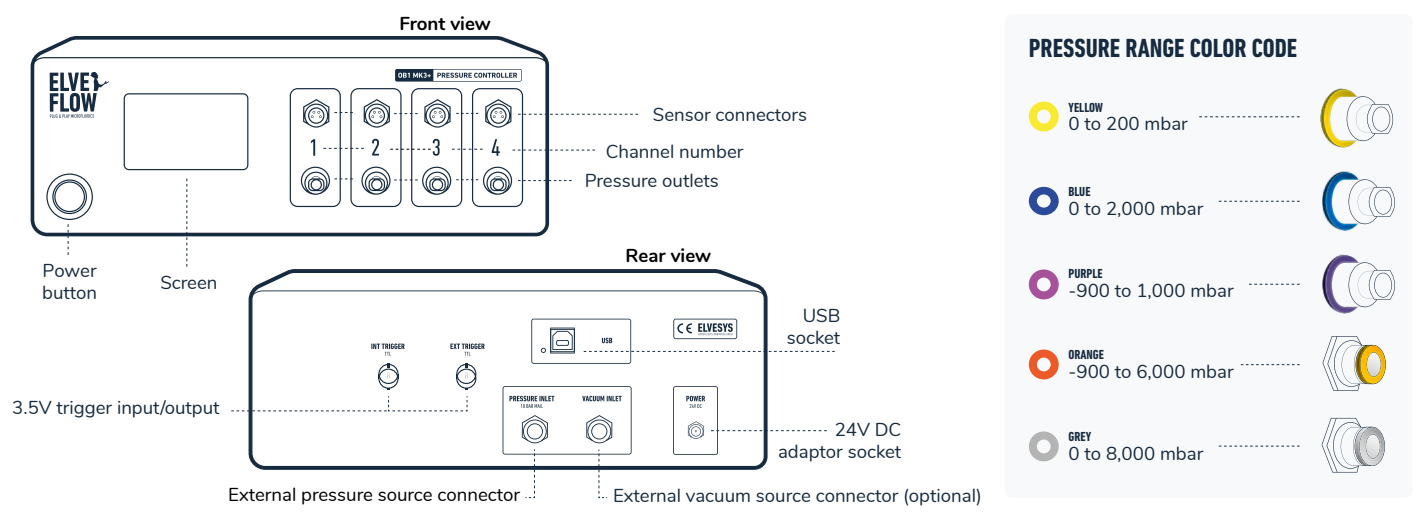 Front view
ELVE
FLOW
PLUG & PLAY MICROFLUIDICS
OB1 MK3+ PRESSURE CONTROLLER
1 2 3 4
Sensor connectors
Channel number
Pressure outlets
Power
button
Screen
Rear view
INT TRIGGER
TTL
EXT TRIGGER
TTL
USB
CE ELVESYS
USB
socket
3.5V trigger input/output
PRESSURE INLET
10 BAR MAX.
VACUUM INLET
POWER
24V DC
24V DC
adaptor socket
External pressure source connector
External vacuum source connector (optional)
PRESSURE RANGE COLOR CODE
YELLOW
0 to 200 mbar
BLUE
0 to 2,000 mbar
PURPLE
-900 to 1,000 mbar
ORANGE
-900 to 6,000 mbar
GREY
0 to 8,000 mbar